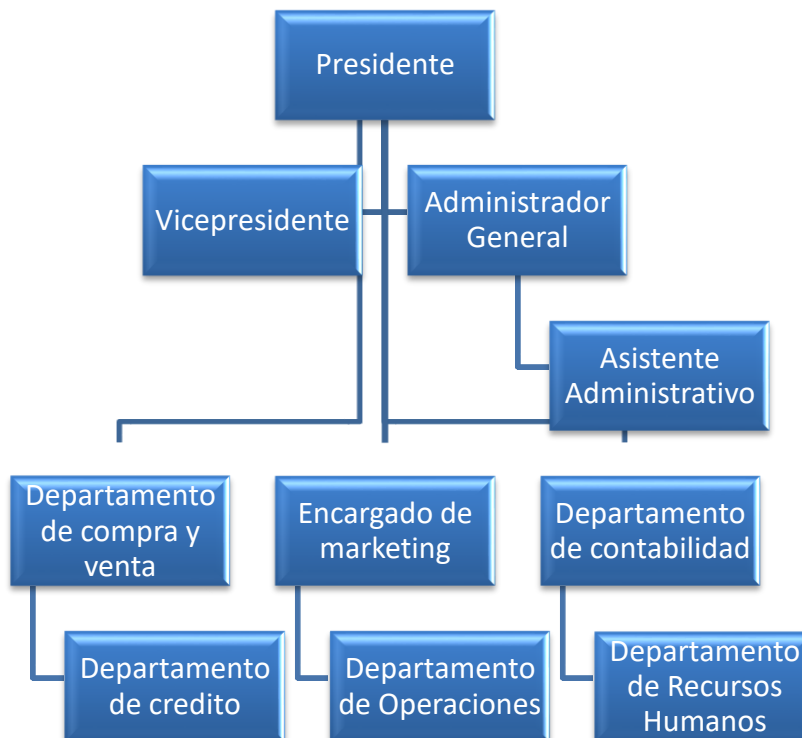 Presidente
Vicepresidente
Administrador
General
Asistente
Administrativo
Departamento
de compra y
venta
Encargado de
marketing
Departamento
de contabilidad
Departamento
de credito
Departamento
de Operaciones
Departamento
de Recursos
Humanos